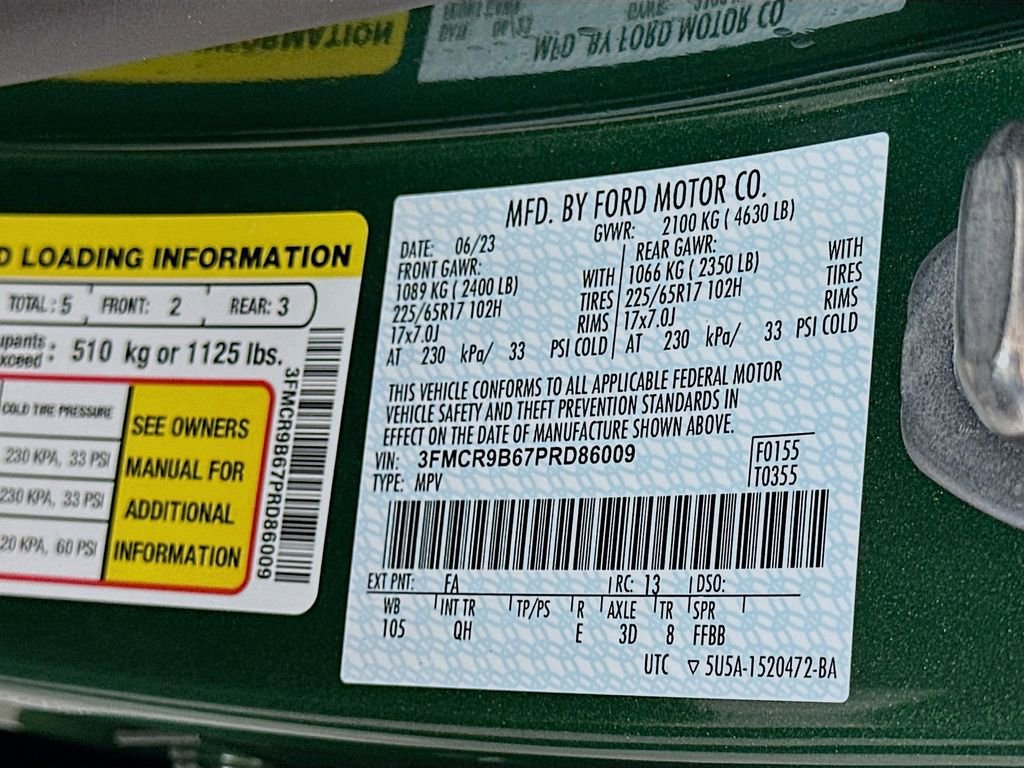 MFD. BY FORD MOTOR CO.
D LOADING INFORMATION
TOTAL: 5 FRONT: 2 REAR: 3
upants
xceed : 510 kg or 1125 lbs.
COLD TIRE PRESSURE
230 KPA, 33 PSI
230 KPA, 33 PSI
20 KPA, 60 PSI
SEE OWNERS
MANUAL FOR
ADDITIONAL
INFORMATION
3FMCR9B67PRD86009
MFD. BY FORD MOTOR CO.
DATE: 06/23 GVWR: 2100 KG ( 4630 LB)
FRONT GAWR: REAR GAWR:
1089 KG ( 2400 LB) WITH 1066 KG ( 2350 LB) WITH
225/65R17 102H TIRES 225/65R17 102H TIRES
17x7.0J RIMS 17x7.0J RIMS
AT 230 kPa/ 33 PSI COLD AT 230 kPa/ 33 PSI COLD
THIS VEHICLE CONFORMS TO ALL APPLICABLE FEDERAL MOTOR
VEHICLE SAFETY AND THEFT PREVENTION STANDARDS IN
EFFECT ON THE DATE OF MANUFACTURE SHOWN ABOVE.
VIN: 3FMCR9B67PRD86009 F0155
TYPE: MPV T0355
EXT PNT: FA RC: 13 DSO:
WB INT TR TP/PS R AXLE TR SPR
105 QH E 3D 8 FFBB
UTC ▽ 5U5A-1520472-BA